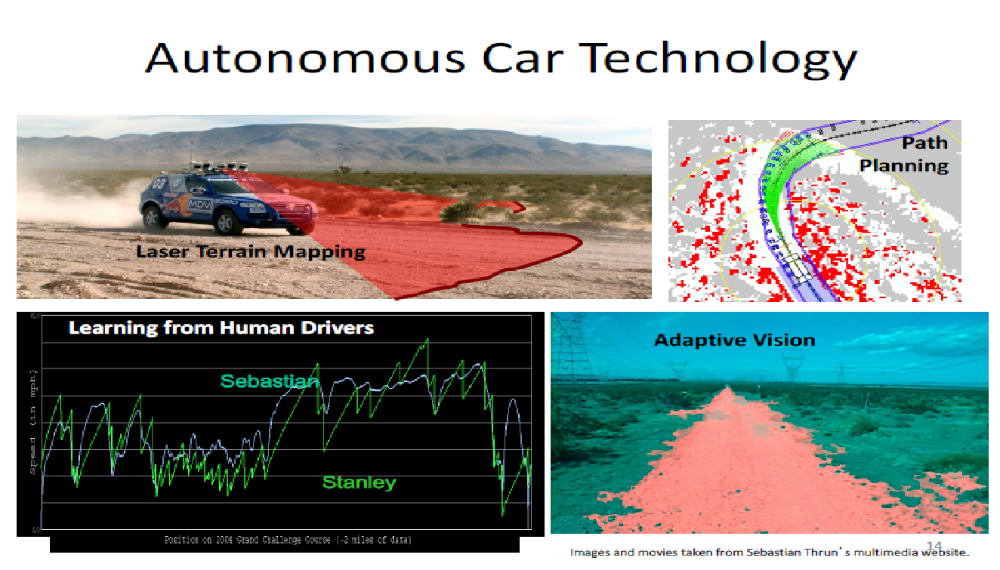 Autonomous Car Technology
Path
Planning
03
MDV
Laser Terrain Mapping
Learning from Human Drivers
Sebastian
Speed (in mph)
Stanley
Position on 2004 Grand Challenge Course (~2 miles of data)
Adaptive Vision
14
Images and movies taken from Sebastian Thrun’s multimedia website.